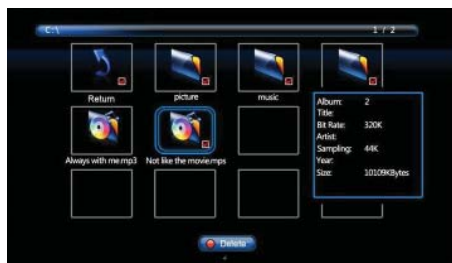 C:\
1 / 2
Return
picture
music
Always with me.mp3
Not like the movie.mps
Album: 2
Title:
Bit Rate: 320K
Artist:
Sampling: 44K
Year:
Size: 10109KBytes
Delete